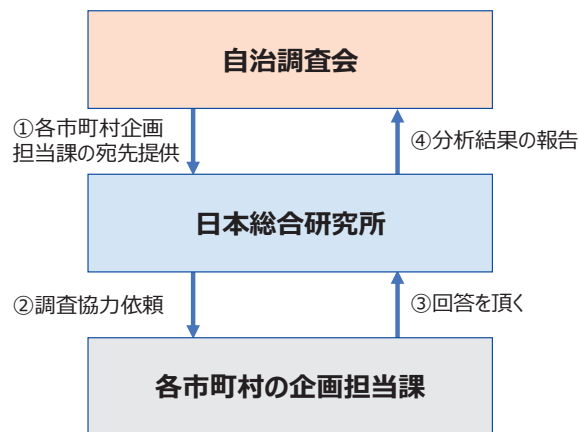 自治調査会
①各市町村企画
担当課の宛先提供
④分析結果の報告
日本総合研究所
②調査協力依頼
③回答を頂く
各市町村の企画担当課